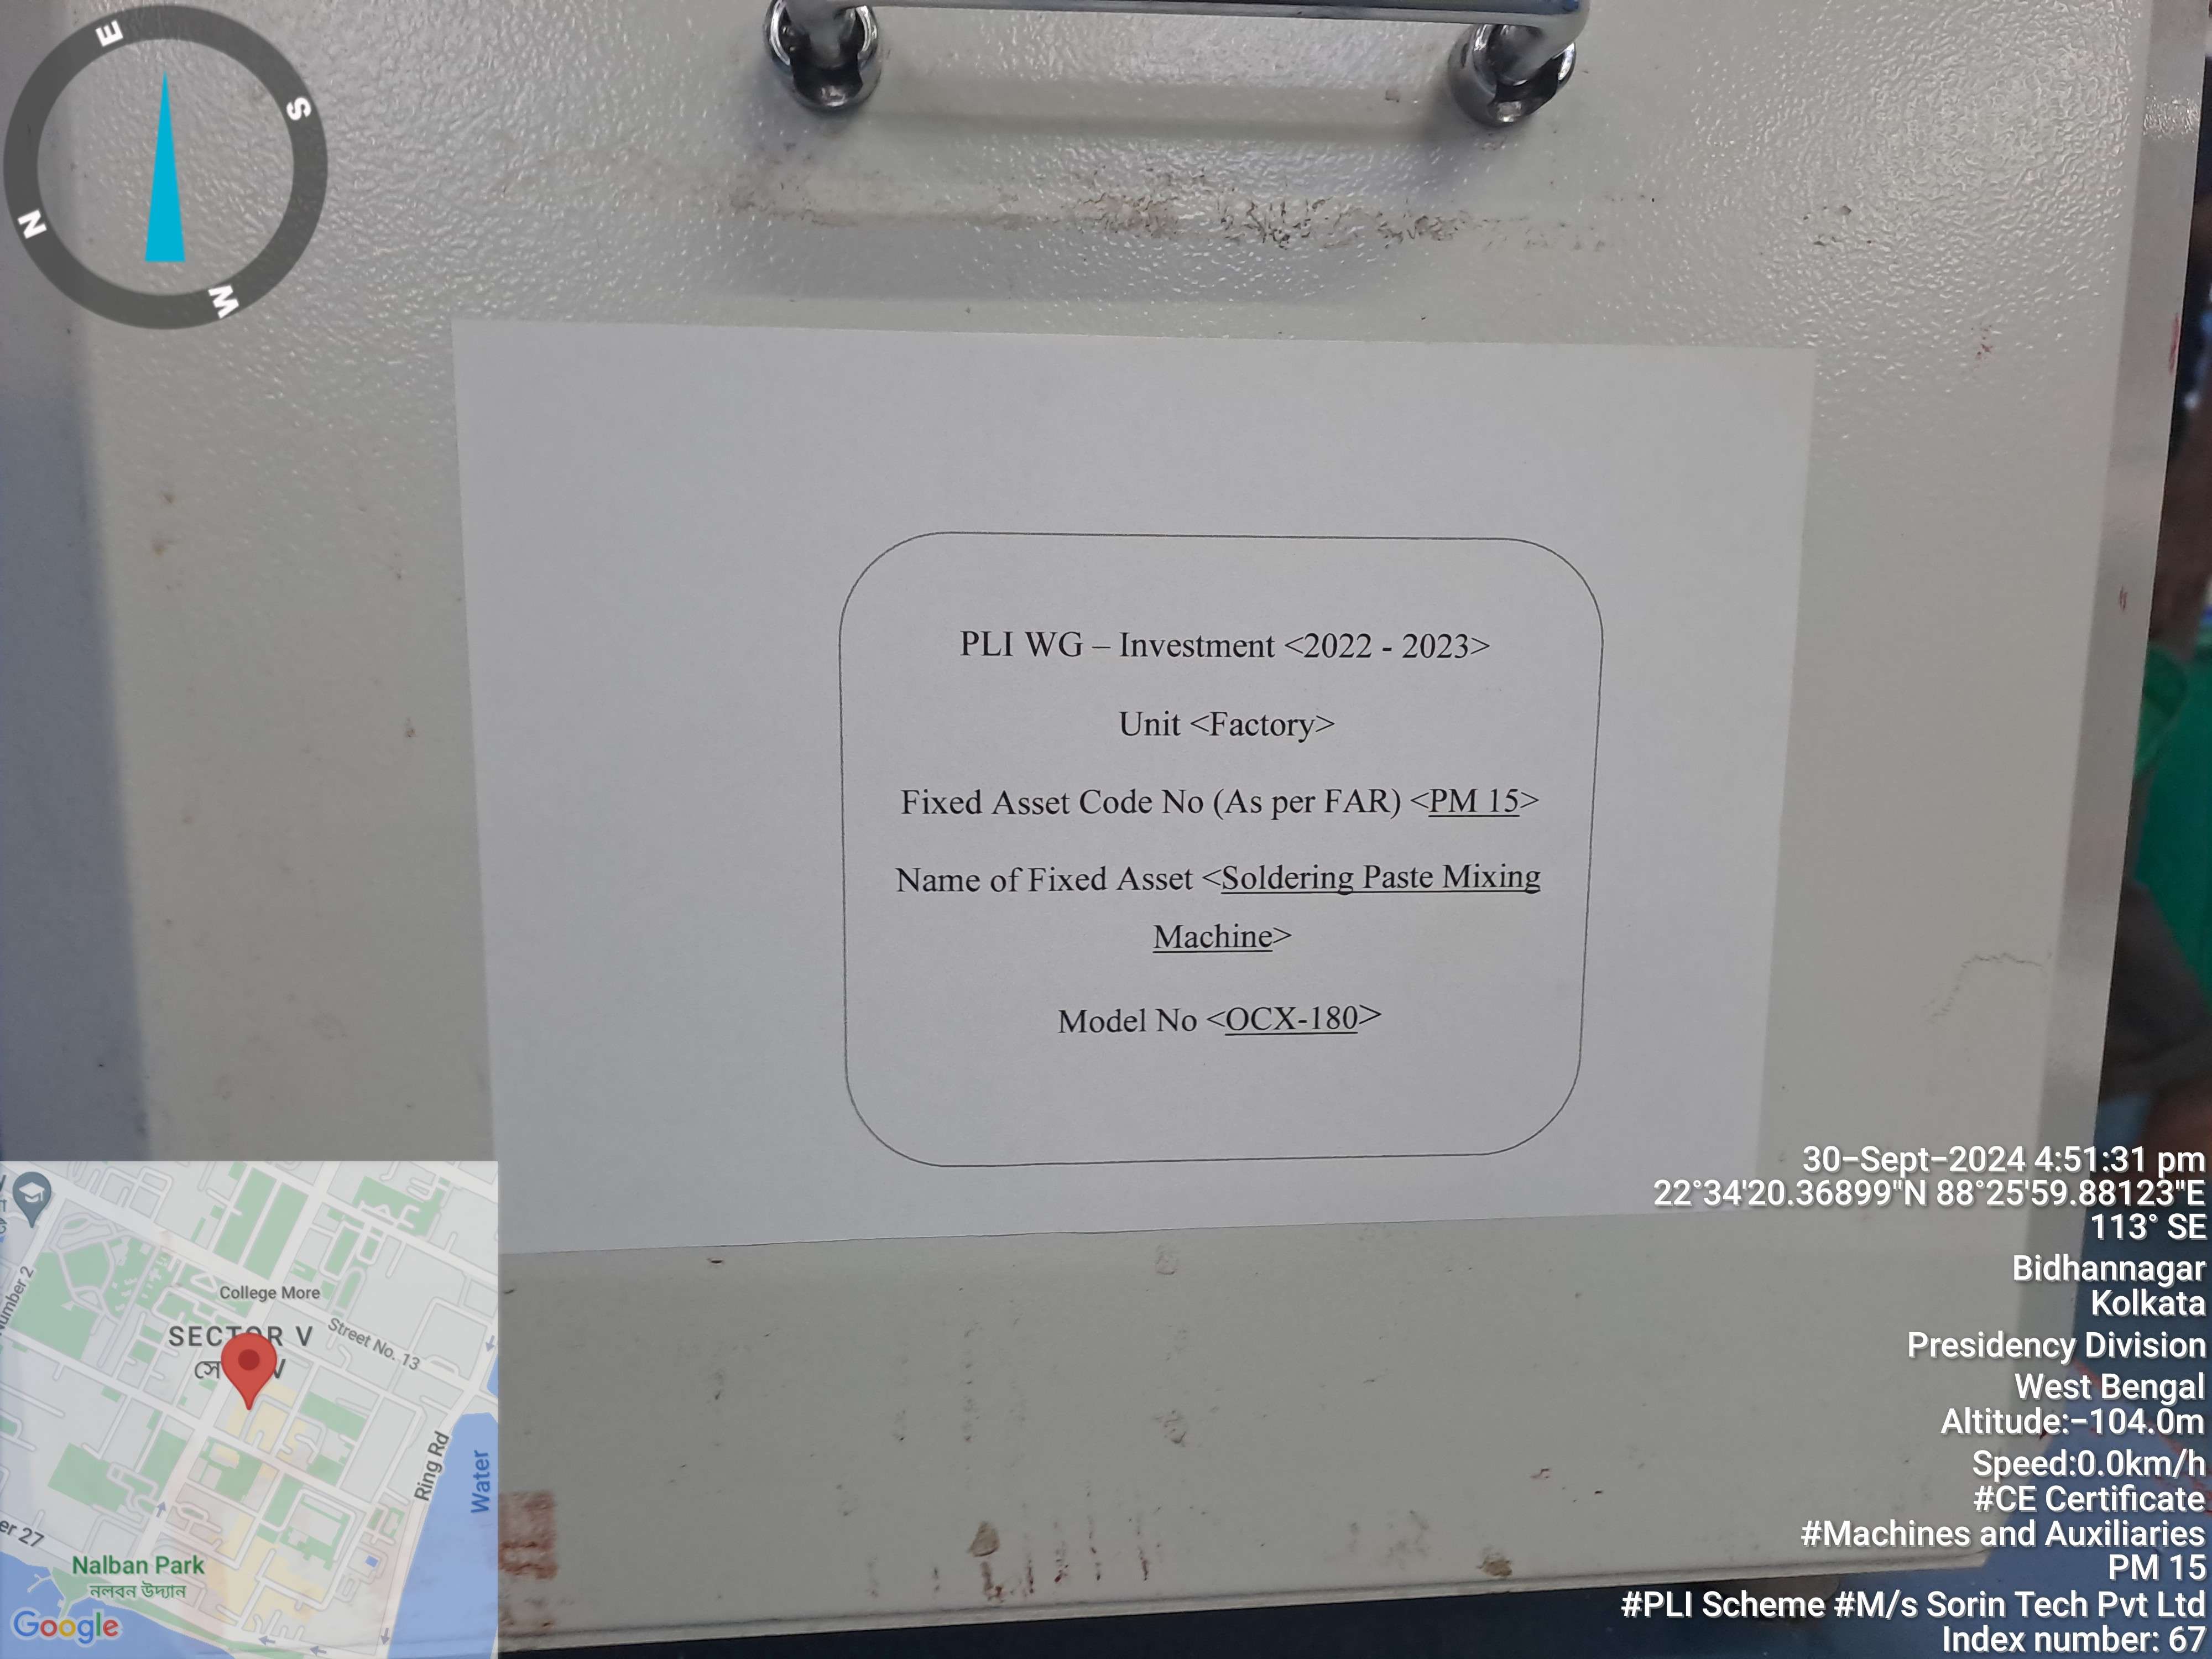 E
S
N
W
PLI WG – Investment <2022 - 2023>
Unit <Factory>
Fixed Asset Code No (As per FAR) <PM 15>
Name of Fixed Asset <Soldering Paste Mixing
Machine>
Model No <OCX-180>
College More
SECTOR V
Street No. 13
Ring Rd
Water
Nalban Park
নলবন উদ্যান
Google
30-Sept-2024 4:51:31 pm
22°34'20.36899"N 88°25'59.88123"E
113° SE
Bidhannagar
Kolkata
Presidency Division
West Bengal
Altitude:-104.0m
Speed:0.0km/h
#CE Certificate
#Machines and Auxiliaries
PM 15
#PLI Scheme #M/s Sorin Tech Pvt Ltd
Index number: 67